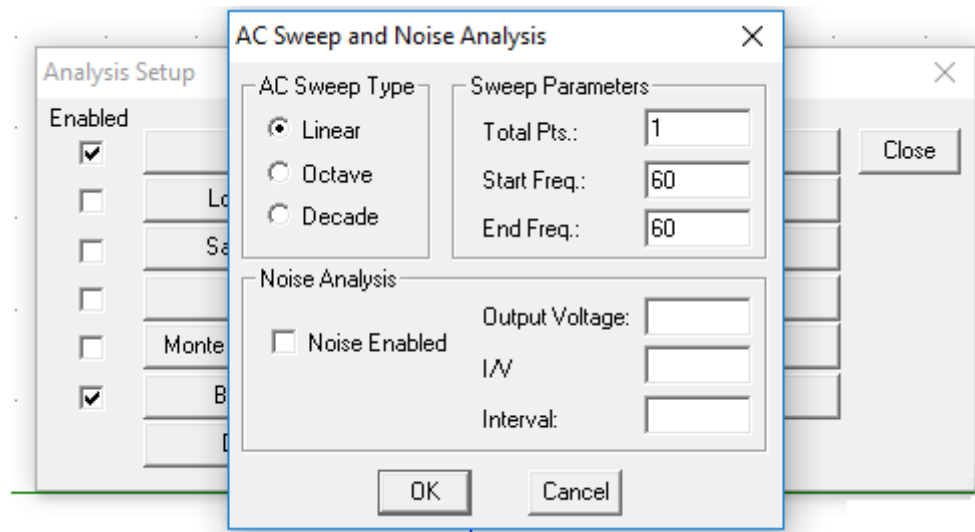 AC Sweep and Noise Analysis
Analysis Setup
Enabled
Close
Monte
AC Sweep Type
Linear
Octave
Decade
Sweep Parameters
Total Pts.: 1
Start Freq.: 60
End Freq.: 60
Noise Analysis
Noise Enabled
Output Voltage:
I/V
Interval:
OK
Cancel